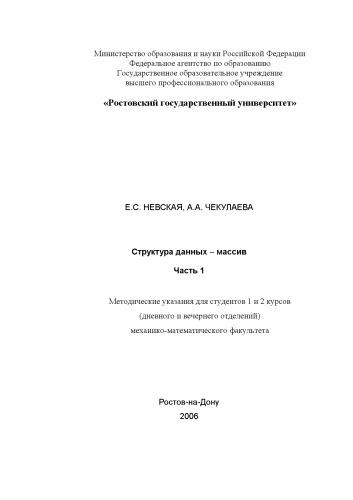 Министерство образования и науки Российской Федерации
Федеральное агентство по образованию
Государственное образовательное учреждение
высшего профессионального образования
«Ростовский государственный университет»
Е.С. НЕВСКАЯ, А.А. ЧЕКУЛАЕВА
Структура данных – массив
Часть 1
Методические указания для студентов 1 и 2 курсов
(дневного и вечернего отделений)
механико-математического факультета
Ростов-на-Дону
2006